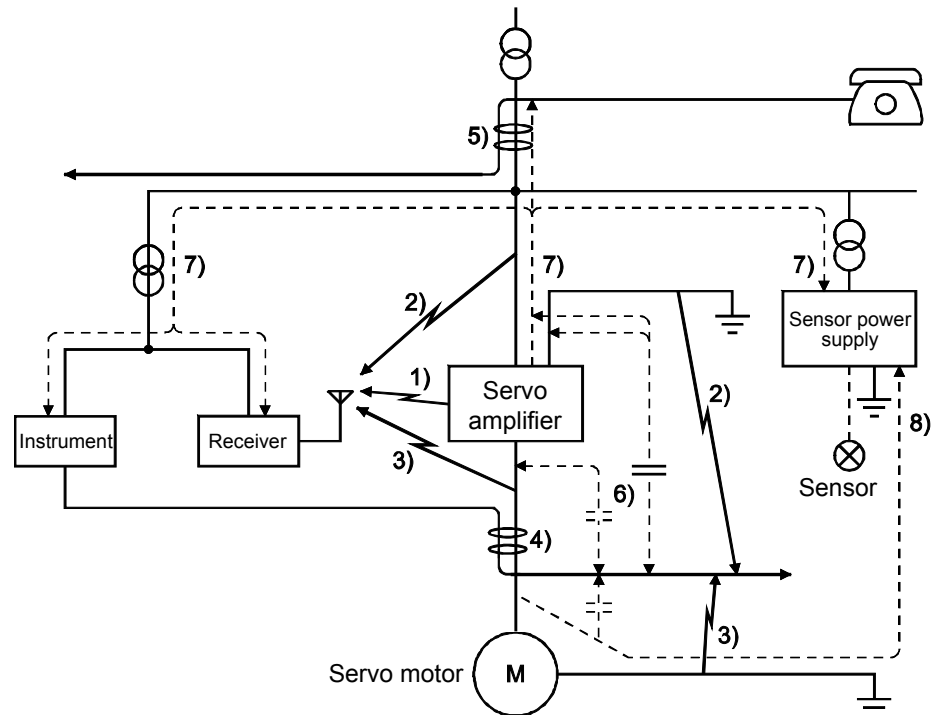 5)
7)
7)
7)
2)
Sensor power
supply
1)
Servo
amplifier
2)
Instrument
Receiver
3)
8)
6)
Sensor
4)
3)
Servo motor
M